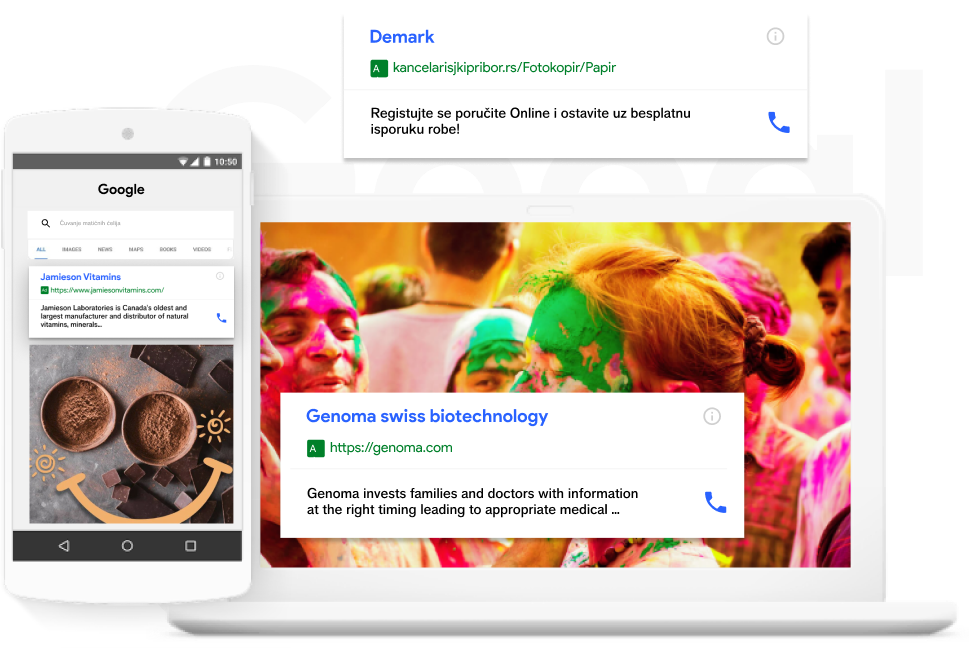 Demark
A kancelarisjkipribor.rs/Fotokopir/Papir
Registujte se poručite Online i ostavite uz besplatnu
isporuku robe!
10:50
Google
Čuvanje matičnih ćelija
ALL IMAGES NEWS MAPS BOOKS VIDEOS
Jamieson Vitamins
Ad https://www.jamiesonvitamins.com/
Jamieson Laboratories is Canada's oldest and
largest manufacturer and distributor of natural
vitamins, minerals...
Genoma swiss biotechnology
A https://genoma.com
Genoma invests families and doctors with information
at the right timing leading to appropriate medical ...